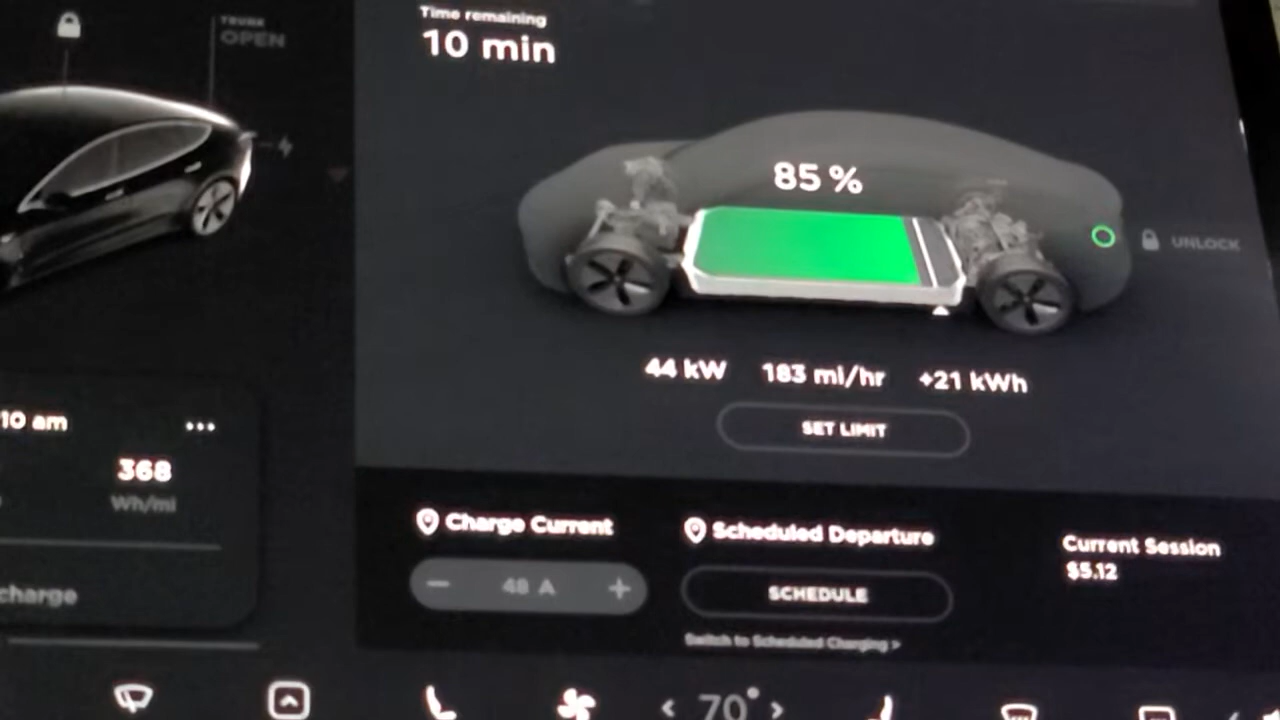 Time remaining
10 min
TRUNK
OPEN
85 %
UNLOCK
44 kW 183 mi/hr +21 kWh
SET LIMIT
10 am
368
Wh/mi
charge
Charge Current
48 A
Scheduled Departure
SCHEDULE
Switch to Scheduled Charging >
Current Session
$5.12
< 70° >